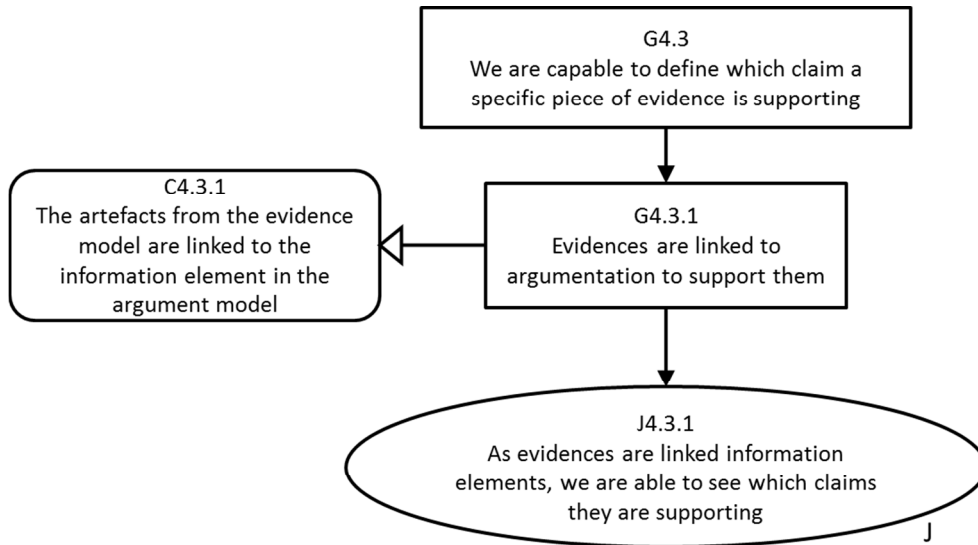 G4.3
We are capable to define which claim a
specific piece of evidence is supporting
C4.3.1
The artefacts from the evidence
model are linked to the
information element in the
argument model
G4.3.1
Evidences are linked to
argumentation to support them
J4.3.1
As evidences are linked information
elements, we are able to see which claims
they are supporting
J